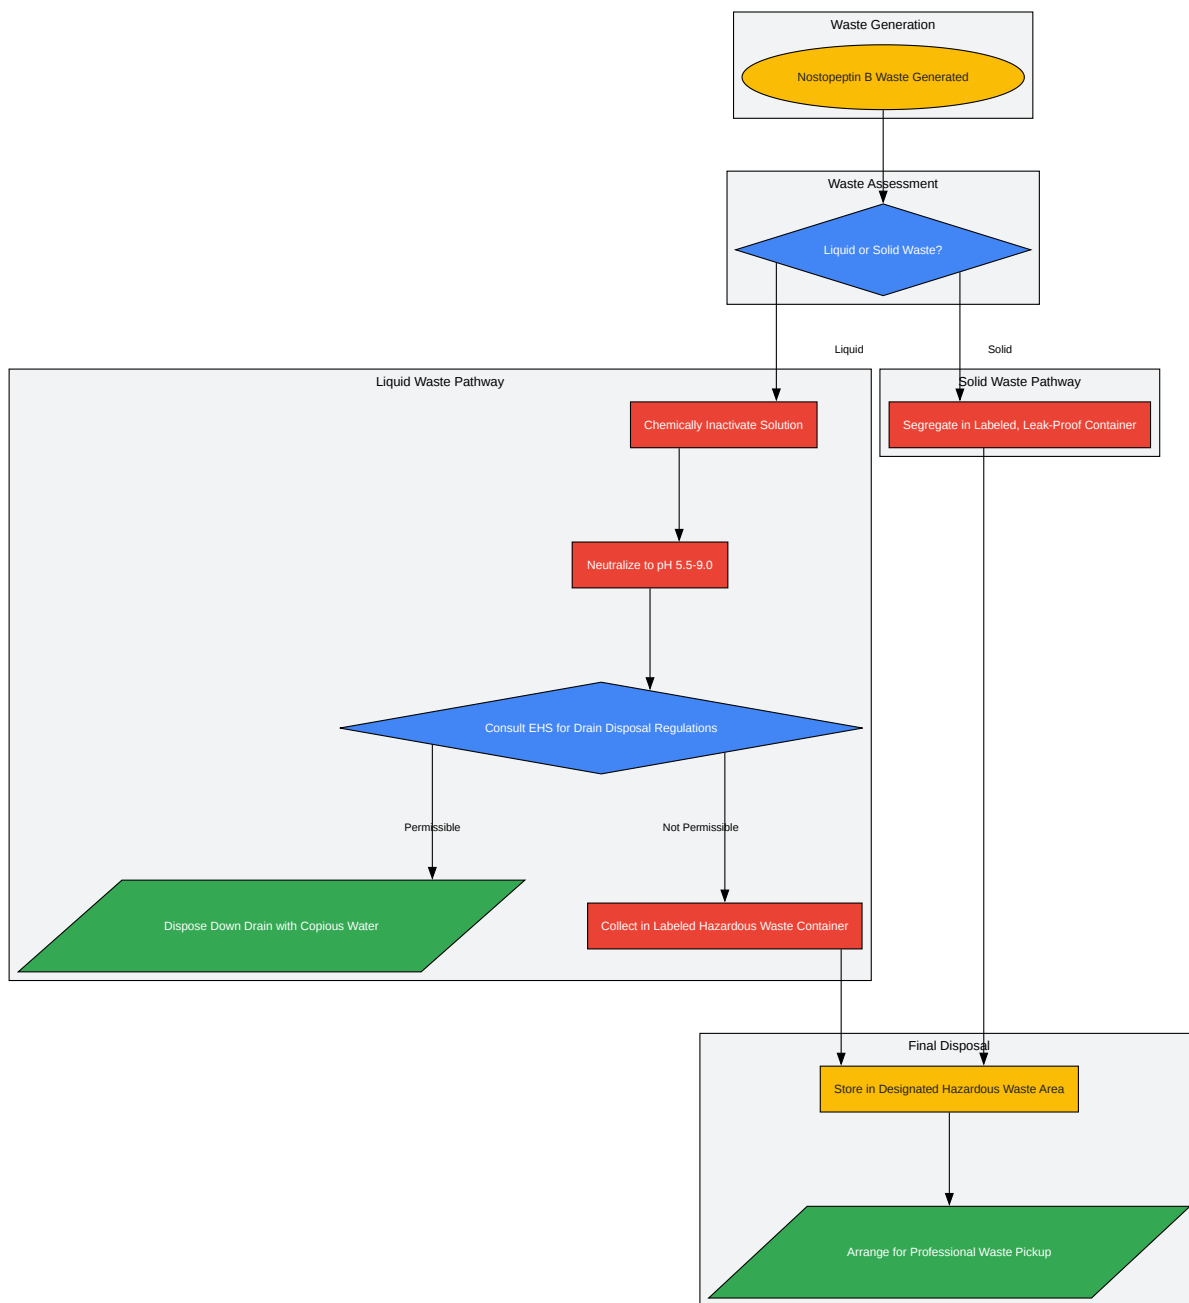 Waste Generation
Nostopeptin B Waste Generated
Waste Assessment
Liquid or Solid Waste?
Liquid
Solid
Liquid Waste Pathway
Solid Waste Pathway
Chemically Inactivate Solution
Segregate in Labeled, Leak-Proof Container
Neutralize to pH 5.5-9.0
Consult EHS for Drain Disposal Regulations
Permissible
Not Permissible
Dispose Down Drain with Copious Water
Collect in Labeled Hazardous Waste Container
Final Disposal
Store in Designated Hazardous Waste Area
Arrange for Professional Waste Pickup